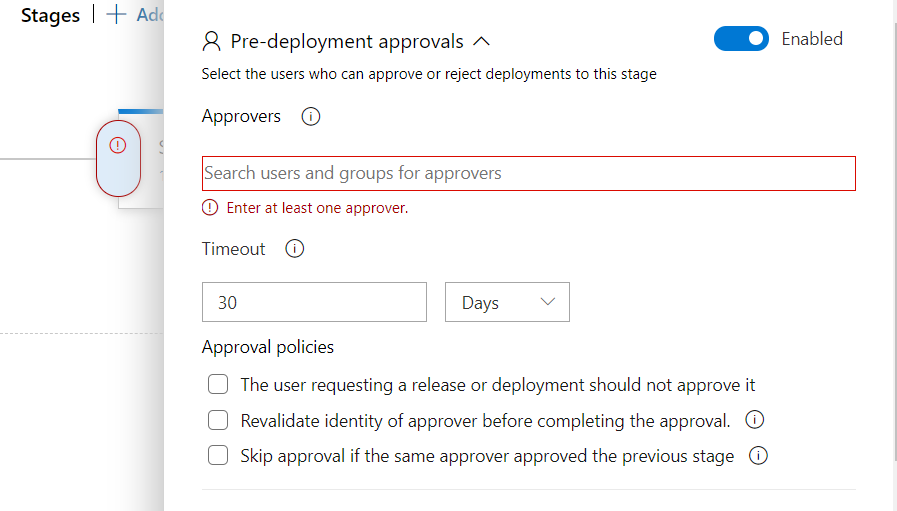 Stages | + Add
Pre-deployment approvals
Enabled
Select the users who can approve or reject deployments to this stage
Approvers
Search users and groups for approvers
Enter at least one approver.
Timeout
30
Days
Approval policies
The user requesting a release or deployment should not approve it
Revalidate identity of approver before completing the approval.
Skip approval if the same approver approved the previous stage